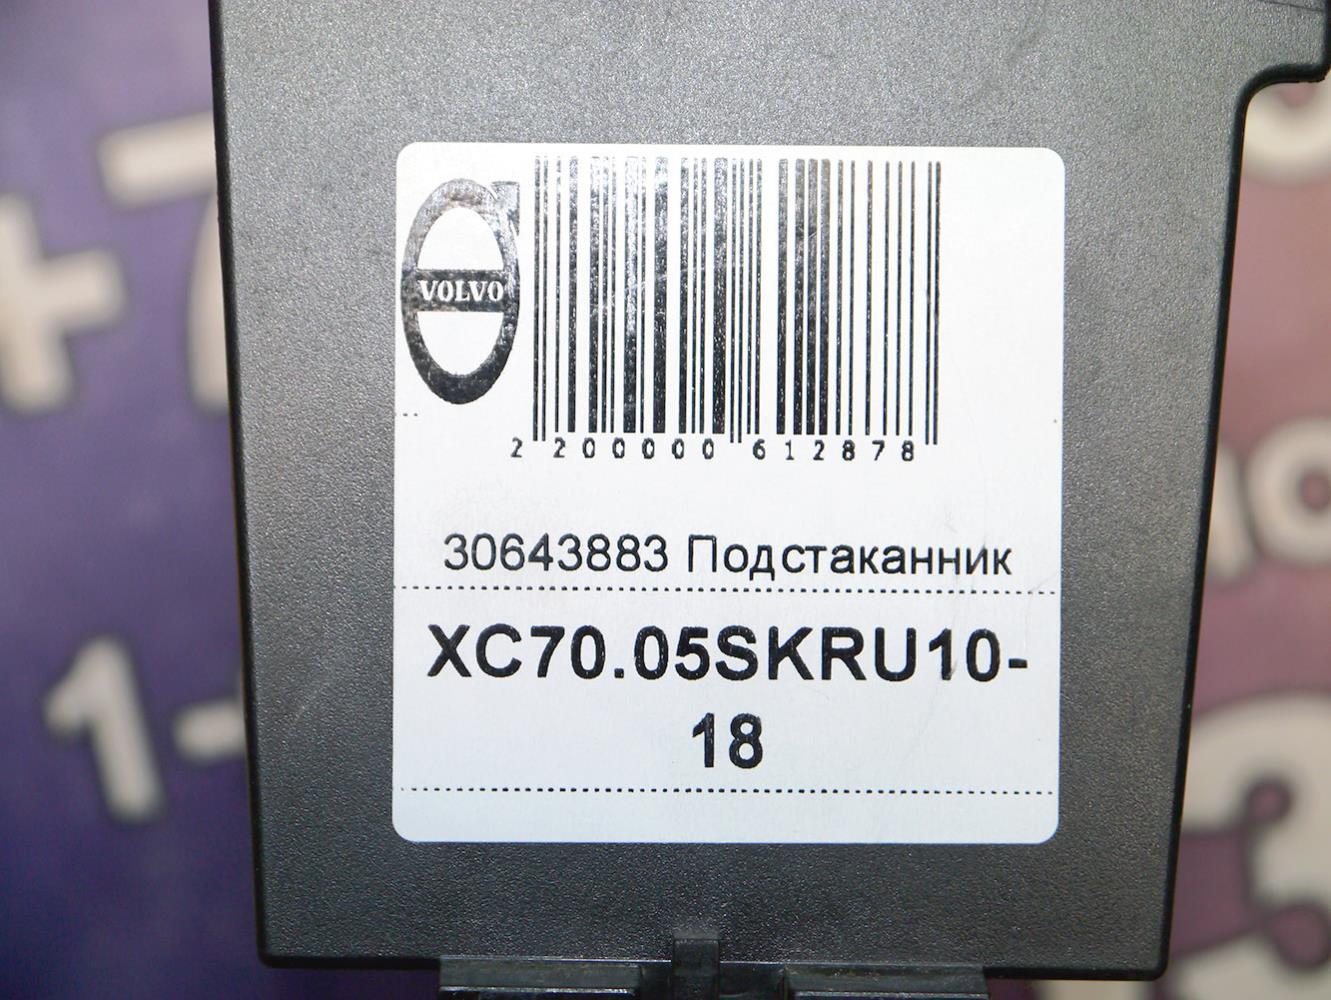 VOLVO
2 200000 612878
30643883 Подстаканник
XC70.05SKRU10-
18